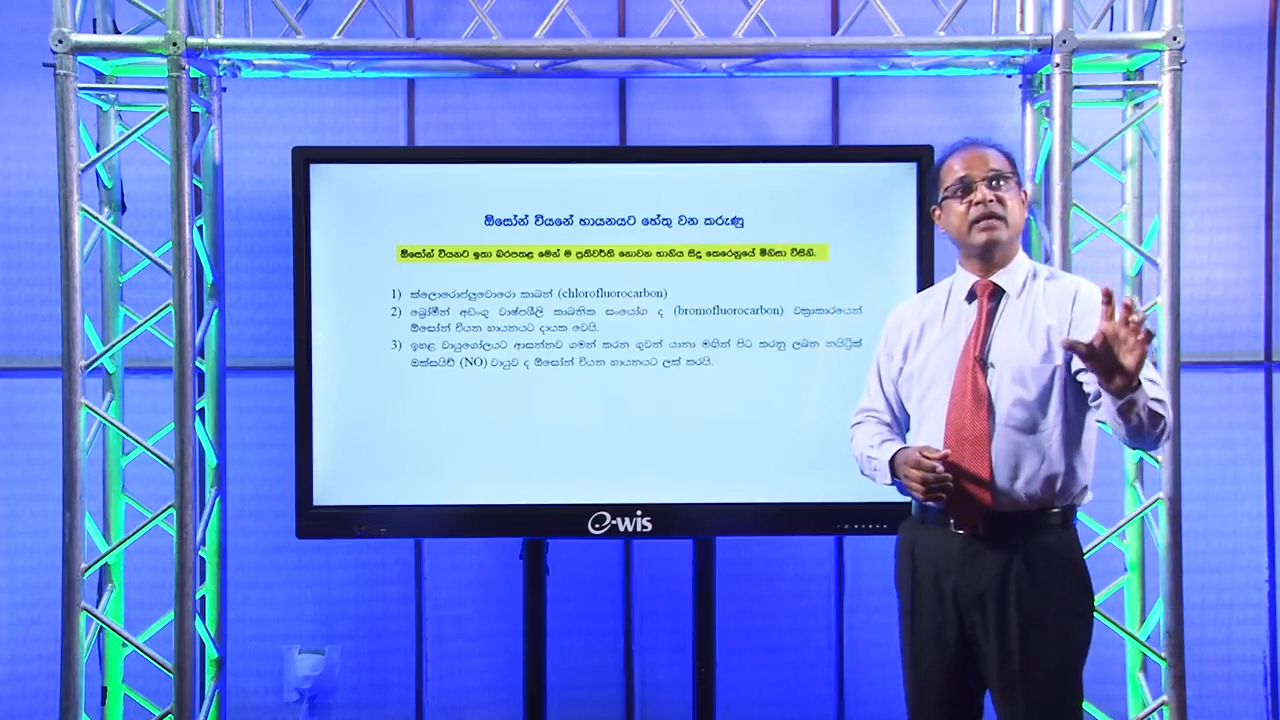 ඕසෝන් වියනේ හායනයට හේතු වන කරුණු
ඕසෝන් වියනට ඉතා බරපතළ මෙන් ම ප්‍රතිවර්ති නොවන හානිය සිදු කෙරෙනුයේ මිනිසා විසිනි.
1) ක්ලොරොප්ලුවොරො කාබන් (chlorofluorocarbon)
2) බ්‍රෝමීන් අඩංගු වාෂ්පශීලි කාබනික සංයෝග ද (bromofluorocarbon) වක්‍රාකාරයෙන්
ඕසෝන් වියන හායනයට දායක වෙයි.
3) ඉහළ වායුගෝලයට ආසන්නව ගමන් කරන ගුවන් යානා මගින් පිට කරනු ලබන නයිට්‍රික්
ඔක්සයිඩ් (NO) වායුව ද ඕසෝන් වියන හායනයට ලක් කරයි.
e-wis